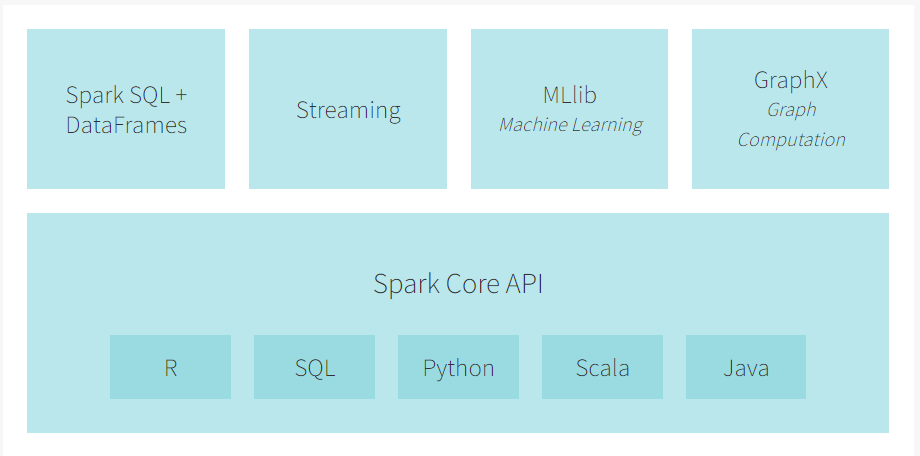 Spark SQL +
DataFrames
Streaming
MLlib
Machine Learning
GraphX
Graph
Computation
Spark Core API
R
SQL
Python
Scala
Java